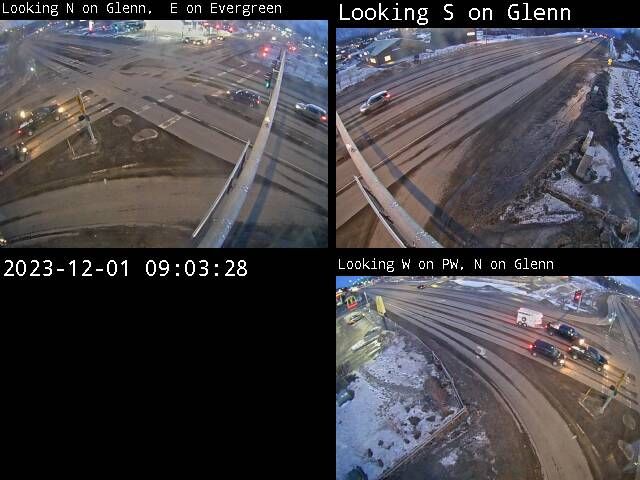 Looking N on Glenn,  E on Evergreen
Looking S on Glenn
2023-12-01 09:03:28
Looking W on PW, N on Glenn